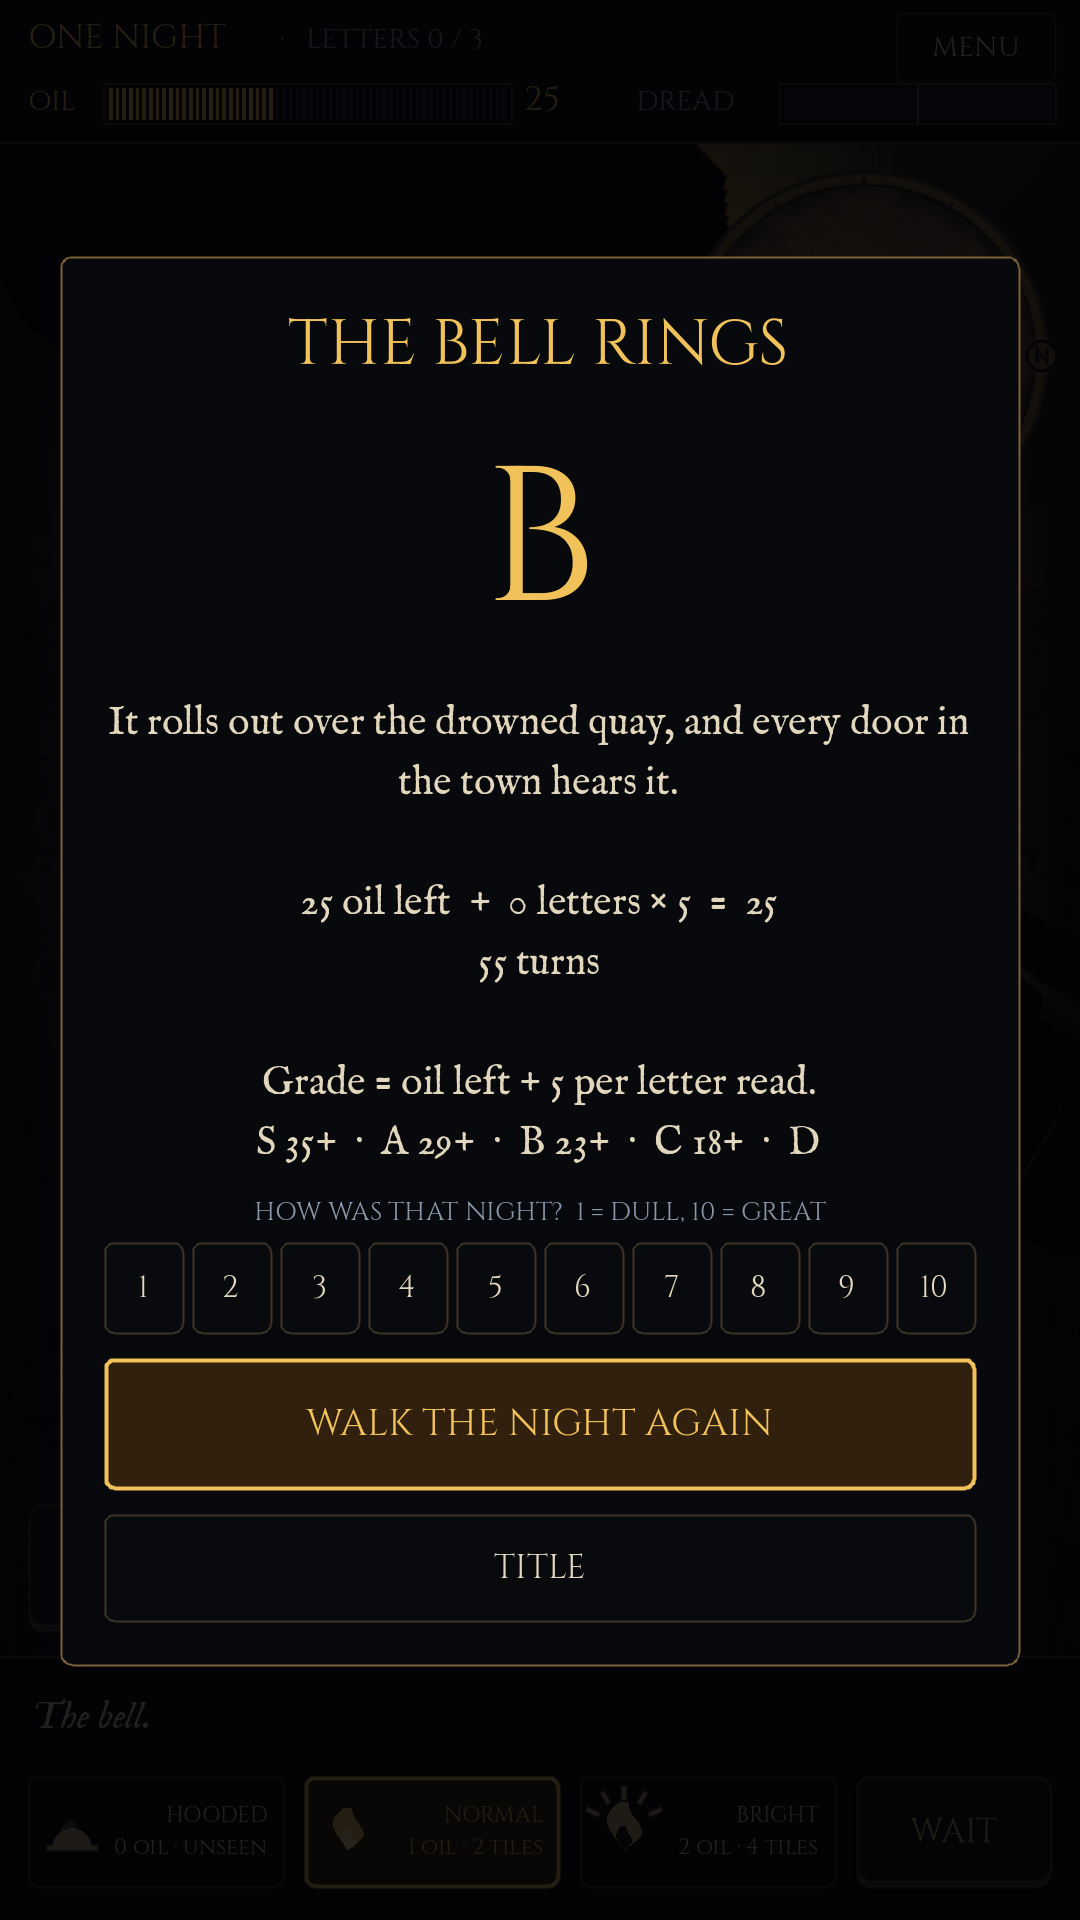 ONE NIGHT · LETTERS 0 / 3
MENU
OIL 25 DREAD
N
THE BELL RINGS
B
It rolls out over the drowned quay, and every door in
the town hears it.
25 oil left + 0 letters × 5 = 25
55 turns
Grade = oil left + 5 per letter read.
S 35+ · A 29+ · B 23+ · C 18+ · D
HOW WAS THAT NIGHT? 1 = DULL, 10 = GREAT
1 2 3 4 5 6 7 8 9 10
WALK THE NIGHT AGAIN
TITLE
The bell.
HOODED
0 OIL · UNSEEN
NORMAL
1 OIL · 2 TILES
BRIGHT
2 OIL · 4 TILES
WAIT